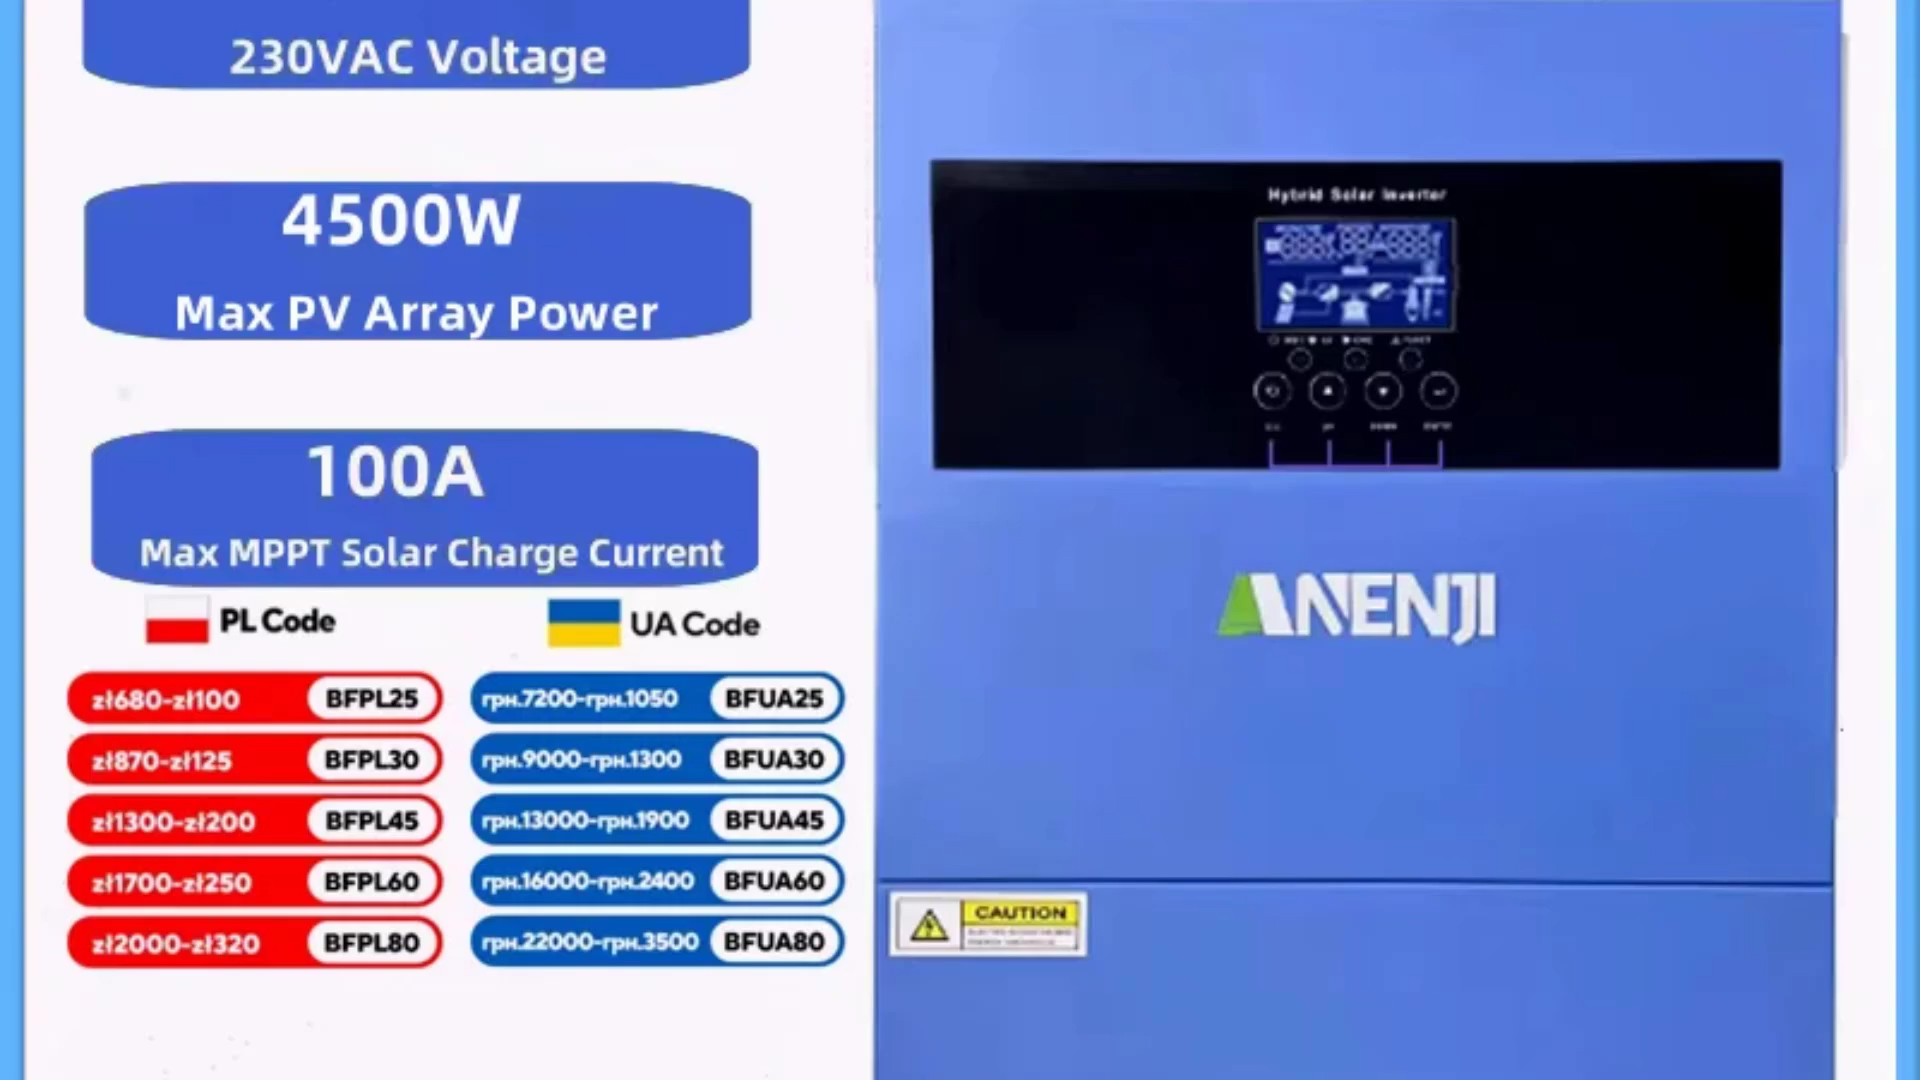 230VAC Voltage
4500W
Max PV Array Power
100A
Max MPPT Solar Charge Current
PL Code
zł680-zł100 BFPL25
zł870-zł125 BFPL30
zł1300-zł200 BFPL45
zł1700-zł250 BFPL60
zł2000-zł320 BFPL80
UA Code
грн.7200-грн.1050 BFUA25
грн.9000-грн.1300 BFUA30
грн.13000-грн.1900 BFUA45
грн.16000-грн.2400 BFUA60
грн.22000-грн.3500 BFUA80
Hybrid Solar Inverter
ANENJI
CAUTION